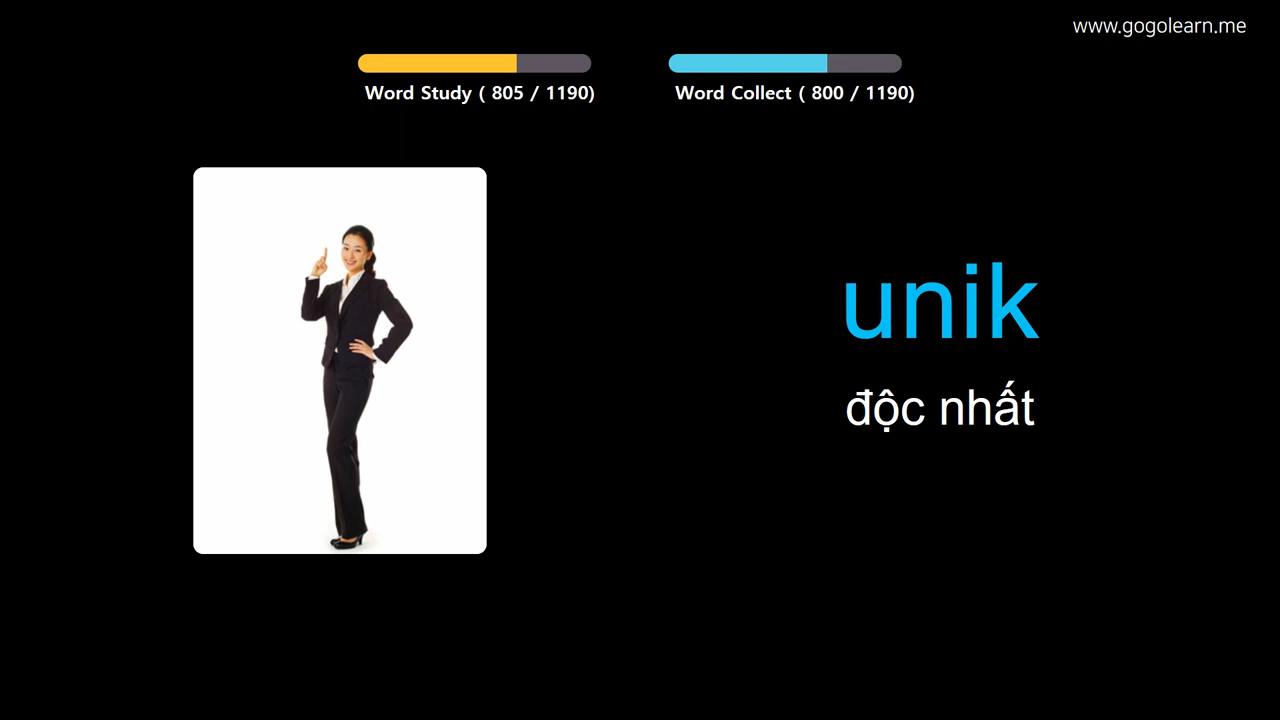 www.gogolearn.me
Word Study ( 805 / 1190)
Word Collect ( 800 / 1190)
unik
độc nhất